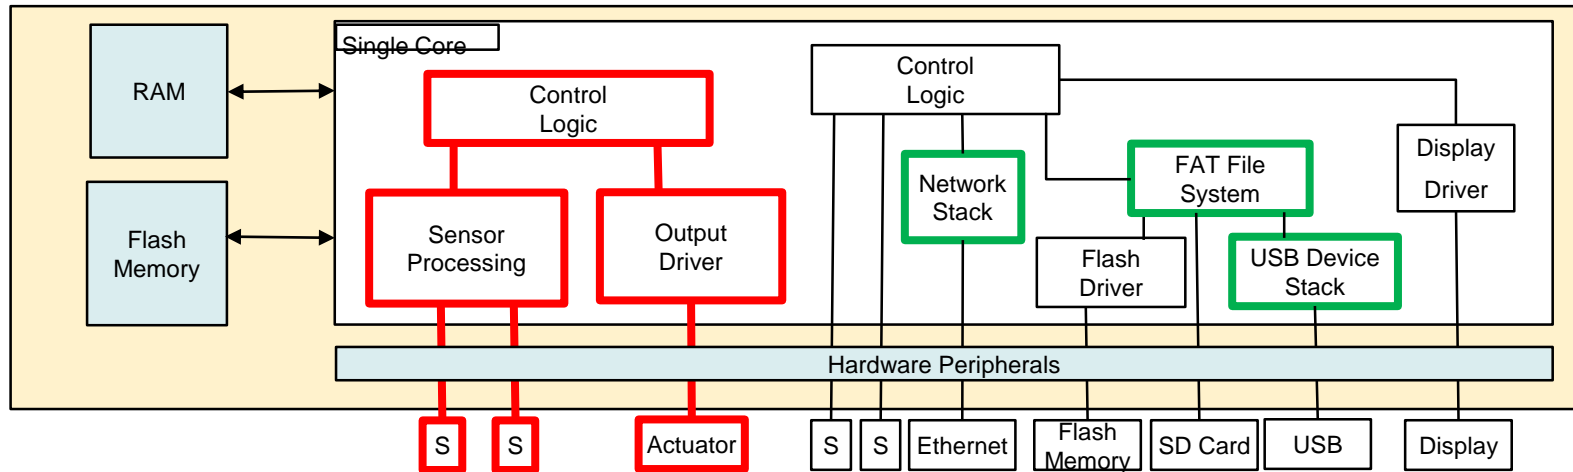 Single Core
RAM
Control
Logic
Control
Logic
Display
Driver
Network
Stack
FAT File
System
Flash
Memory
Sensor
Processing
Output
Driver
Flash
Driver
USB Device
Stack
Hardware Peripherals
S
S
Actuator
S
S
Ethernet
Flash
Memory
SD Card
USB
Display